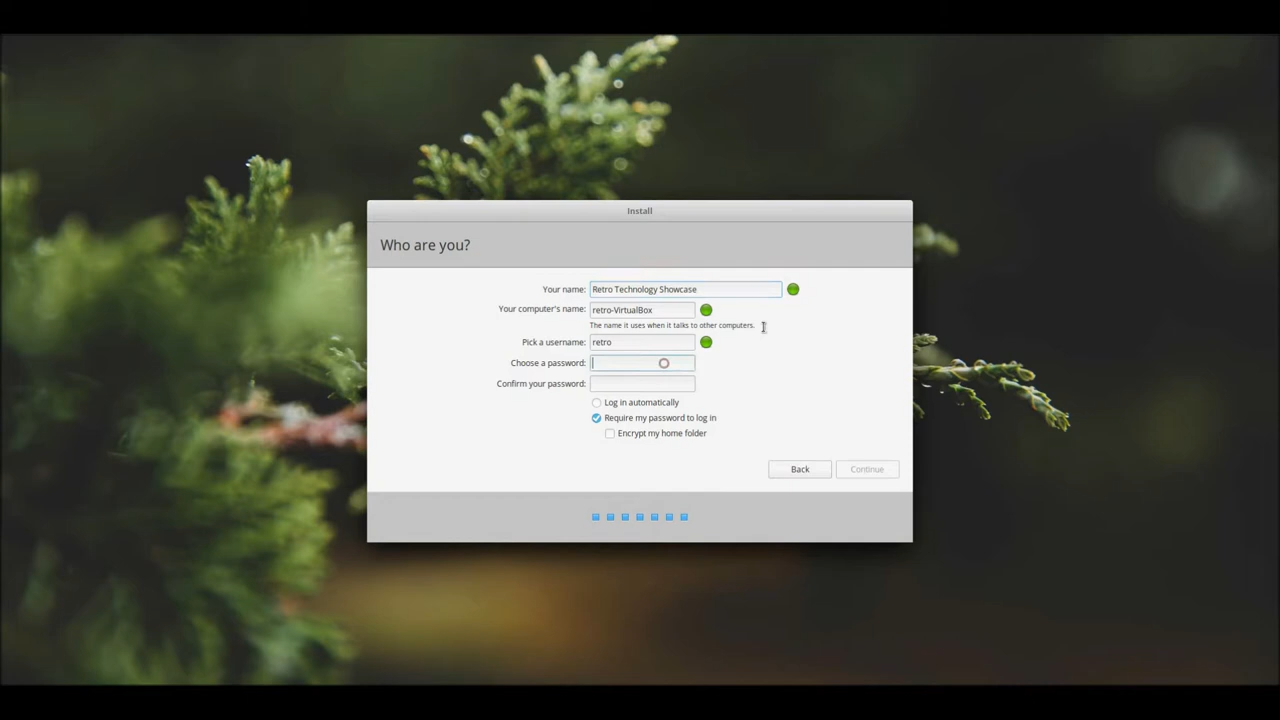 Install
Who are you?
Your name: Retro Technology Showcase
Your computer's name: retro-VirtualBox
The name it uses when it talks to other computers.
Pick a username: retro
Choose a password:
Confirm your password:
Log in automatically
Require my password to log in
Encrypt my home folder
Back Continue